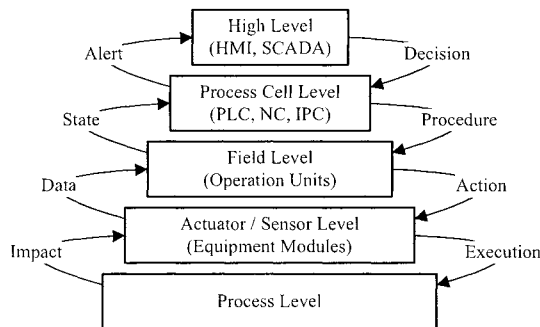 High Level
(HMI, SCADA)
Alert
Decision
Process Cell Level
(PLC, NC, IPC)
State
Procedure
Field Level
(Operation Units)
Data
Action
Actuator / Sensor Level
(Equipment Modules)
Impact
Execution
Process Level